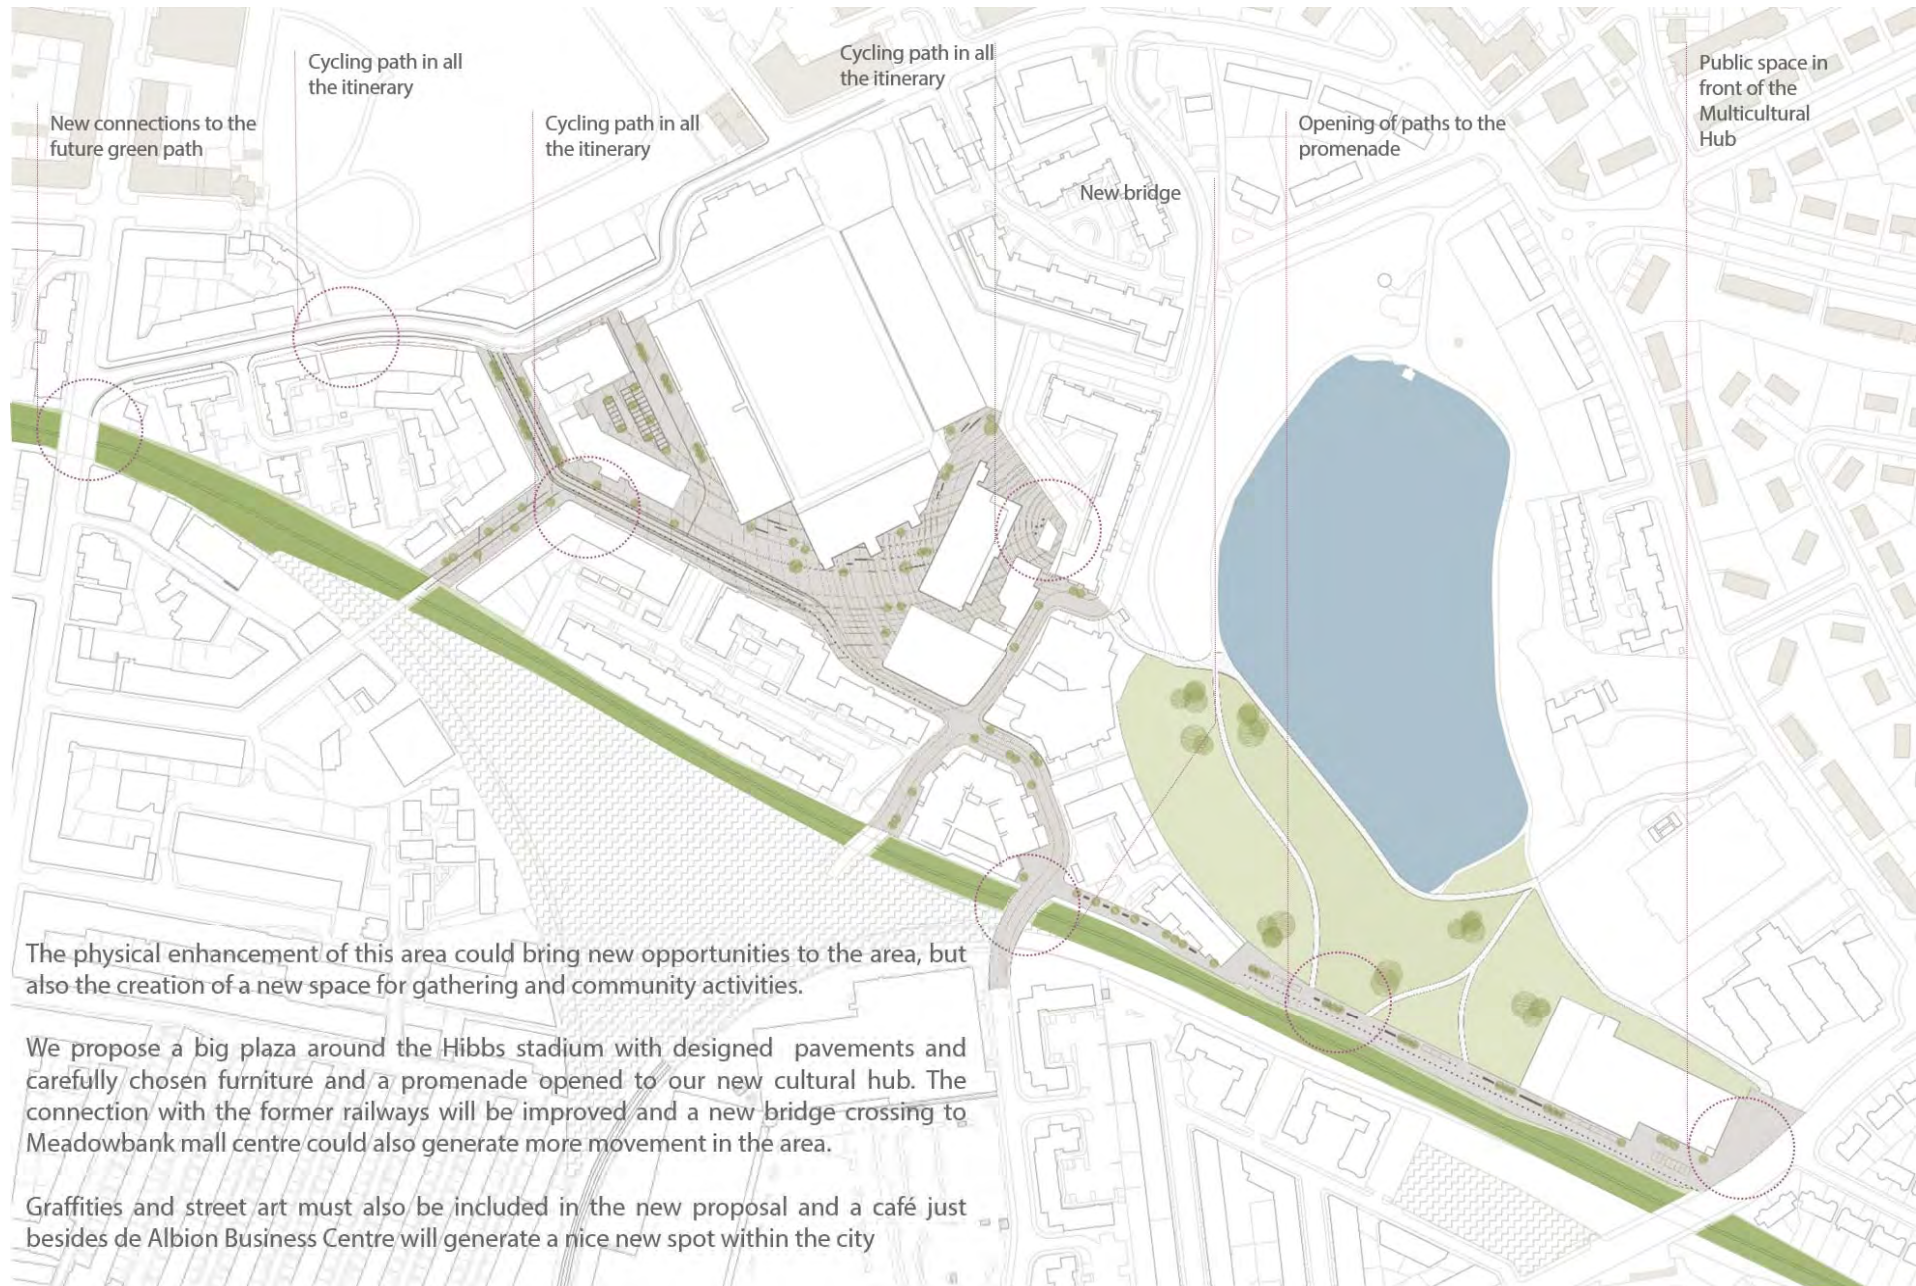 Cycling path in all
the itinerary
Cycling path in all
the itinerary
Public space in
front of the
Multicultural
Hub
New connections to the
future green path
Cycling path in all
the itinerary
Opening of paths to the
promenade
New bridge
The physical enhancement of this area could bring new opportunities to the area, but
also the creation of a new space for gathering and community activities.
We propose a big plaza around the Hibbs stadium with designed pavements and
carefully chosen furniture and a promenade opened to our new cultural hub. The
connection with the former railways will be improved and a new bridge crossing to
Meadowbank mall centre could also generate more movement in the area.
Graffities and street art must also be included in the new proposal and a café just
besides de Albion Business Centre will generate a nice new spot within the city